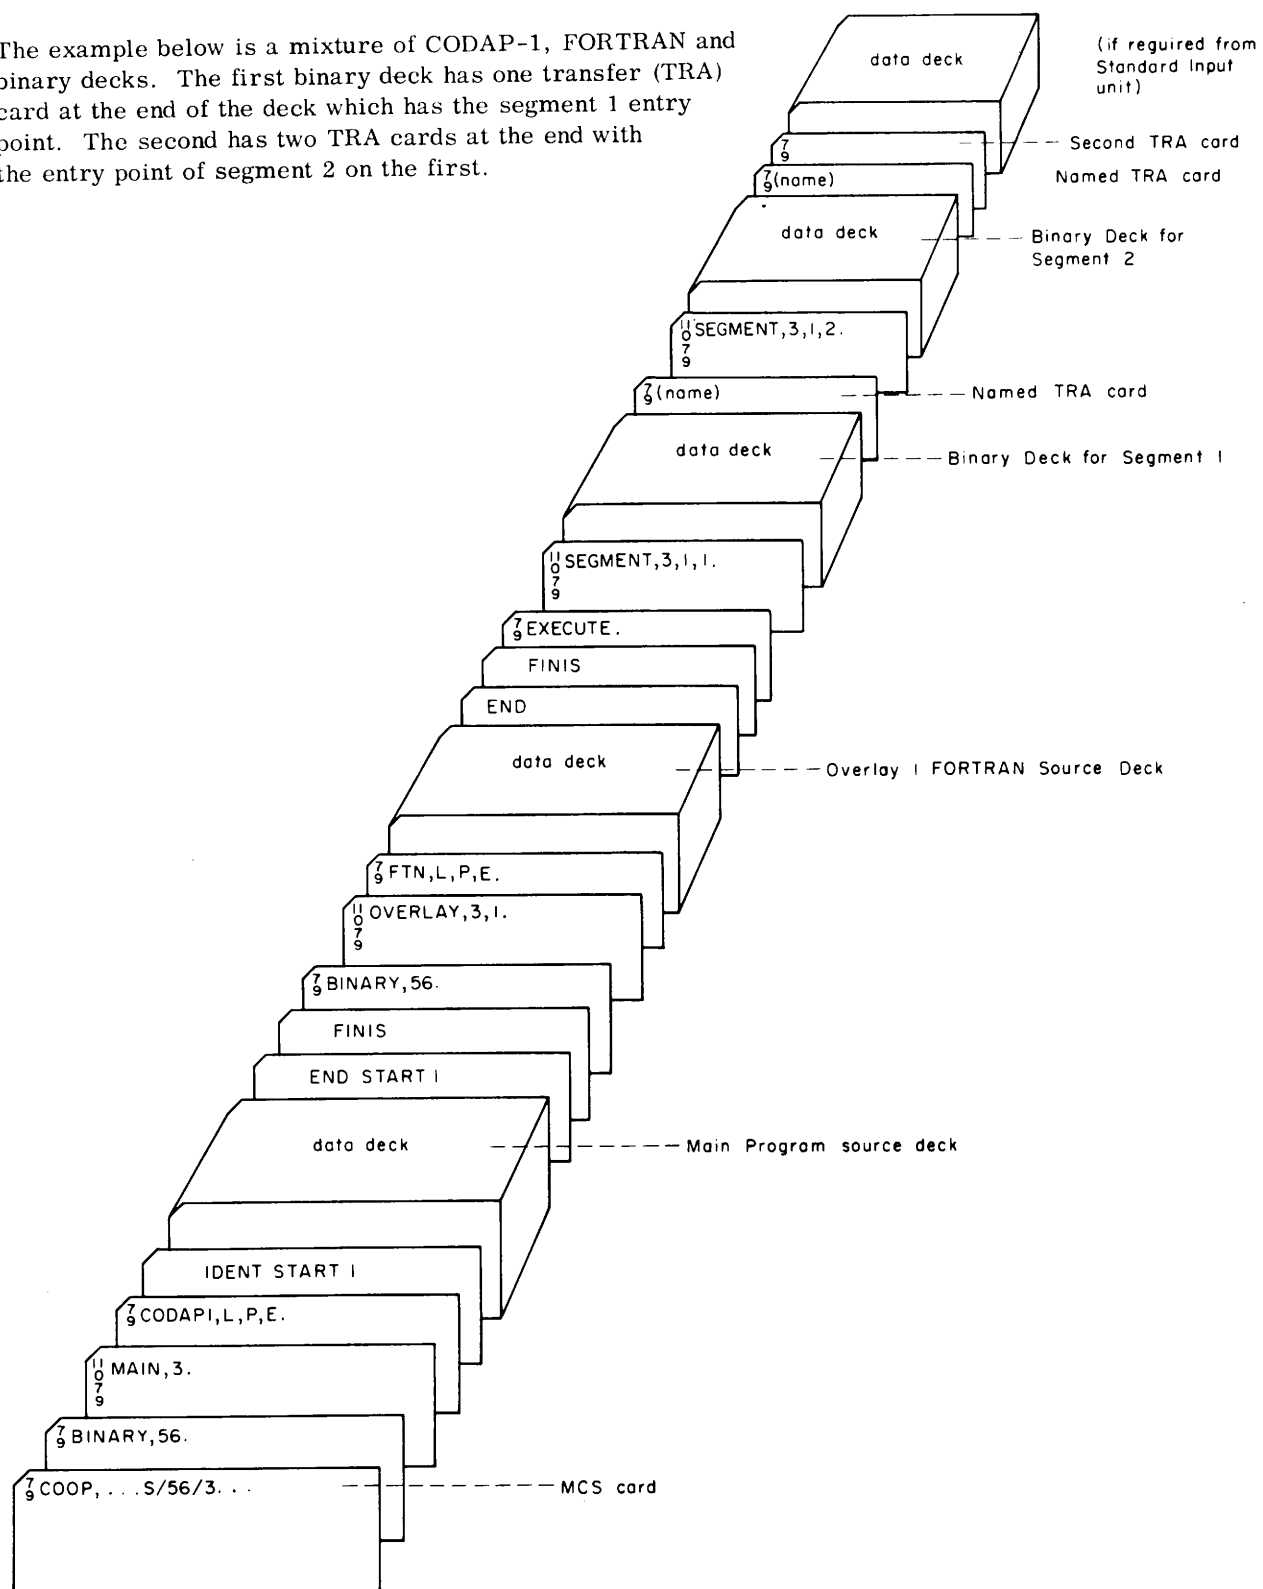 The example below is a mixture of CODAP-1, FORTRAN and
binary decks. The first binary deck has one transfer (TRA)
card at the end of the deck which has the segment 1 entry
point. The second has two TRA cards at the end with
the entry point of segment 2 on the first.
data deck
(if reguired from
Standard Input
unit)
7
9
Second TRA card
7
9 (name)
Named TRA card
data deck
Binary Deck for
Segment 2
11
0 SEGMENT,3,1,2.
7
9
7
9 (name)
Named TRA card
data deck
Binary Deck for Segment 1
11
0 SEGMENT,3,1,1.
7
9
7
9 EXECUTE.
FINIS
END
data deck
Overlay 1 FORTRAN Source Deck
7
9 FTN,L,P,E.
11
0 OVERLAY,3,1.
7
9
7
9 BINARY,56.
FINIS
END START 1
data deck
Main Program source deck
IDENT START 1
7
9 CODAP1,L,P,E.
11
0 MAIN,3.
7
9
7
9 BINARY,56.
7
9 COOP, ...S/56/3...
MCS card